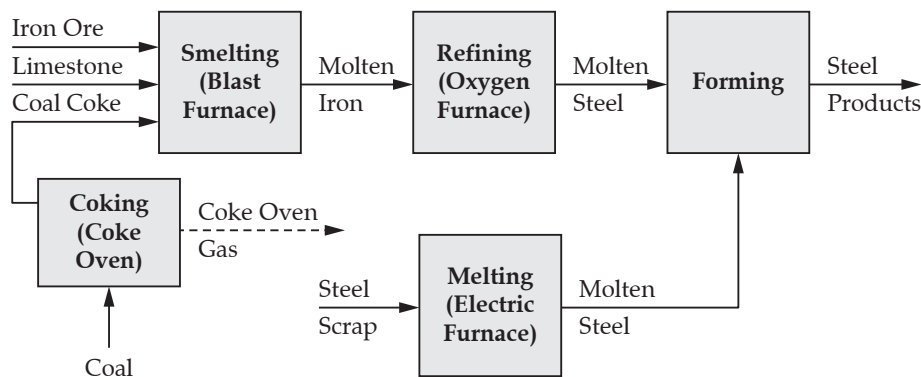 Iron Ore
Limestone
Coal Coke
Smelting
(Blast
Furnace)
Molten
Iron
Refining
(Oxygen
Furnace)
Molten
Steel
Forming
Steel
Products
Coking
(Coke
Oven)
Coke Oven
Gas
Coal
Steel
Scrap
Melting
(Electric
Furnace)
Molten
Steel